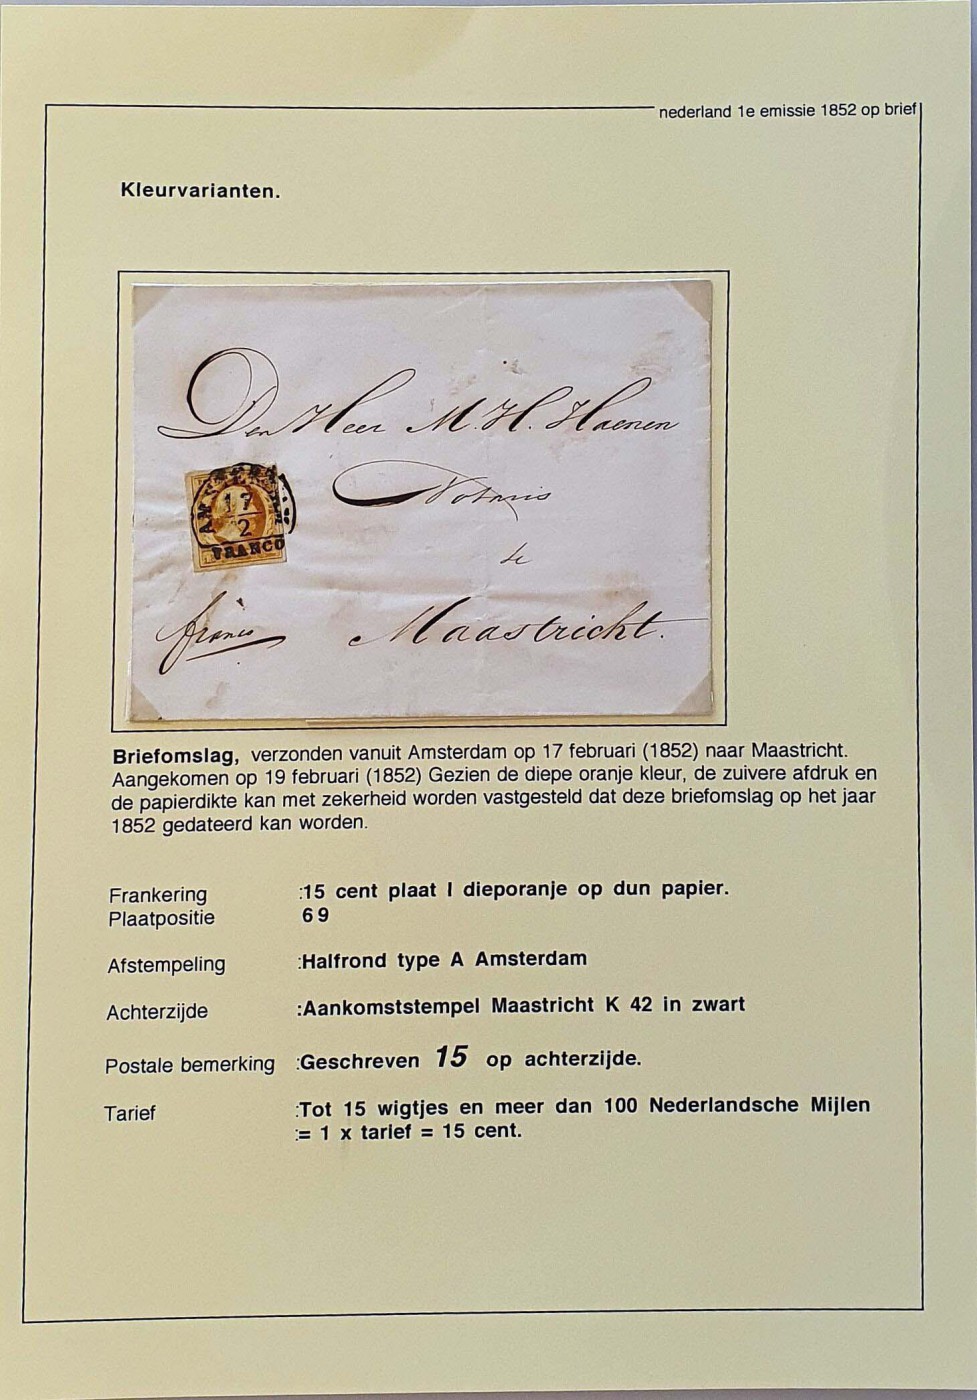 nederland 1e emissie 1852 op brief
Kleurvarianten.
Den Heer M. H. Haenen
Notaris
te
Maastricht.
franco
AMSTERDAM
17
2
FRANCO
Briefomslag, verzonden vanuit Amsterdam op 17 februari (1852) naar Maastricht.
Aangekomen op 19 februari (1852) Gezien de diepe oranje kleur, de zuivere afdruk en
de papierdikte kan met zekerheid worden vastgesteld dat deze briefomslag op het jaar
1852 gedateerd kan worden.
Frankering :15 cent plaat I dieporanje op dun papier.
Plaatpositie 69
Afstempeling :Halfrond type A Amsterdam
Achterzijde :Aankomststempel Maastricht K 42 in zwart
Postale bemerking :Geschreven 15 op achterzijde.
Tarief :Tot 15 wigtjes en meer dan 100 Nederlandsche Mijlen
:= 1 x tarief = 15 cent.